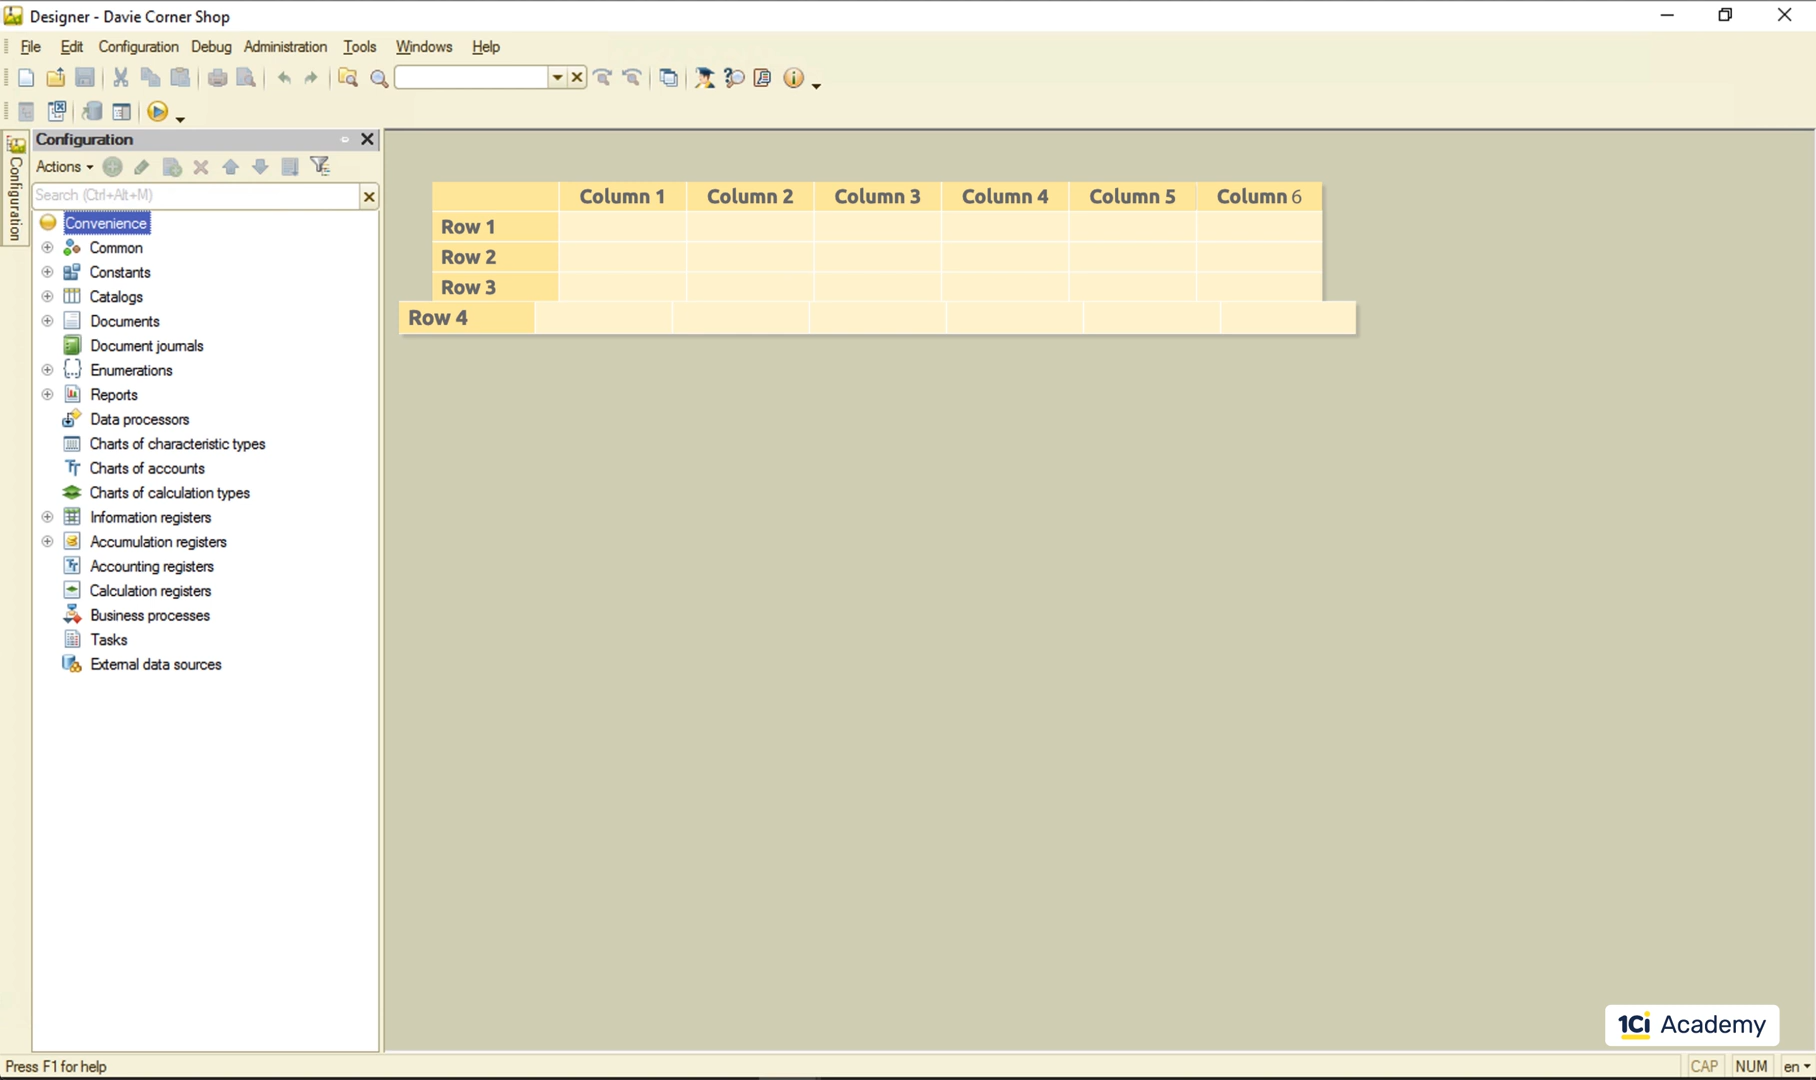 Designer - Davie Corner Shop
File Edit Configuration Debug Administration Tools Windows Help
Configuration
Configuration
Actions
Search (Ctrl+Alt+M)
Convenience
Common
Constants
Catalogs
Documents
Document journals
Enumerations
Reports
Data processors
Charts of characteristic types
Charts of accounts
Charts of calculation types
Information registers
Accumulation registers
Accounting registers
Calculation registers
Business processes
Tasks
External data sources
Column 1 Column 2 Column 3 Column 4 Column 5 Column 6
Row 1
Row 2
Row 3
Row 4
1Ci Academy
Press F1 for help
CAP NUM en